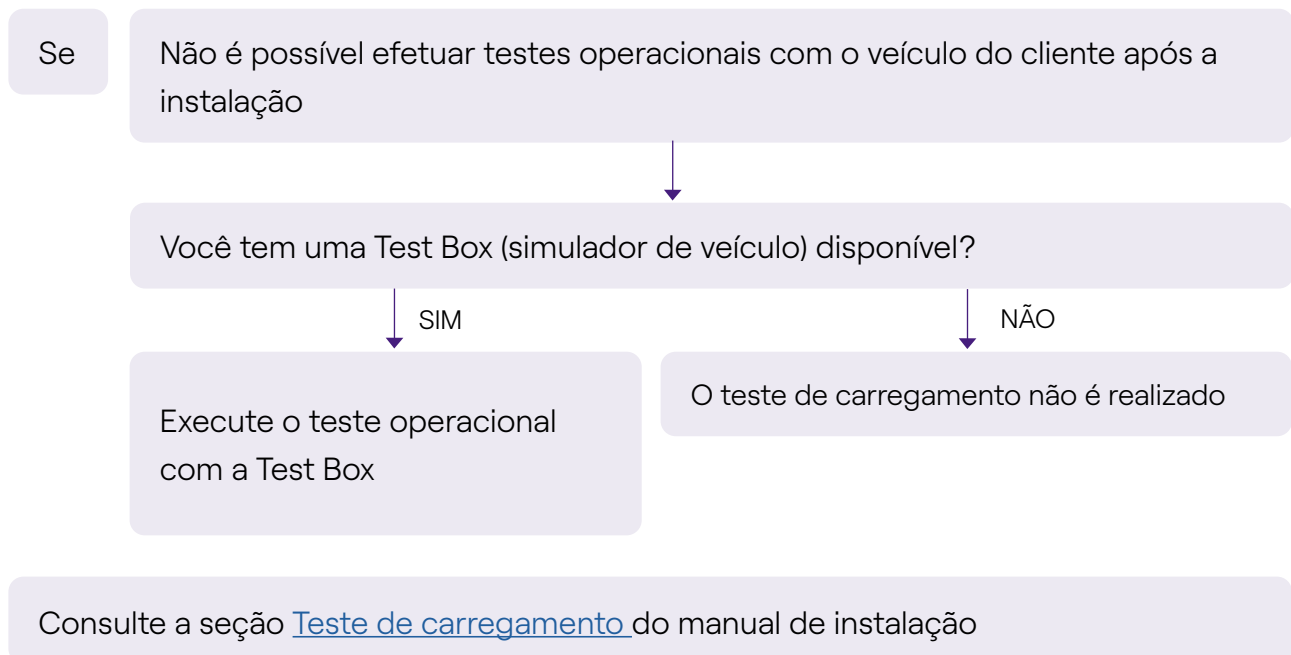 Se
Não é possível efetuar testes operacionais com o veículo do cliente após a
instalação
Você tem uma Test Box (simulador de veículo) disponível?
SIM
NÃO
Execute o teste operacional
com a Test Box
O teste de carregamento não é realizado
Consulte a seção Teste de carregamento do manual de instalação